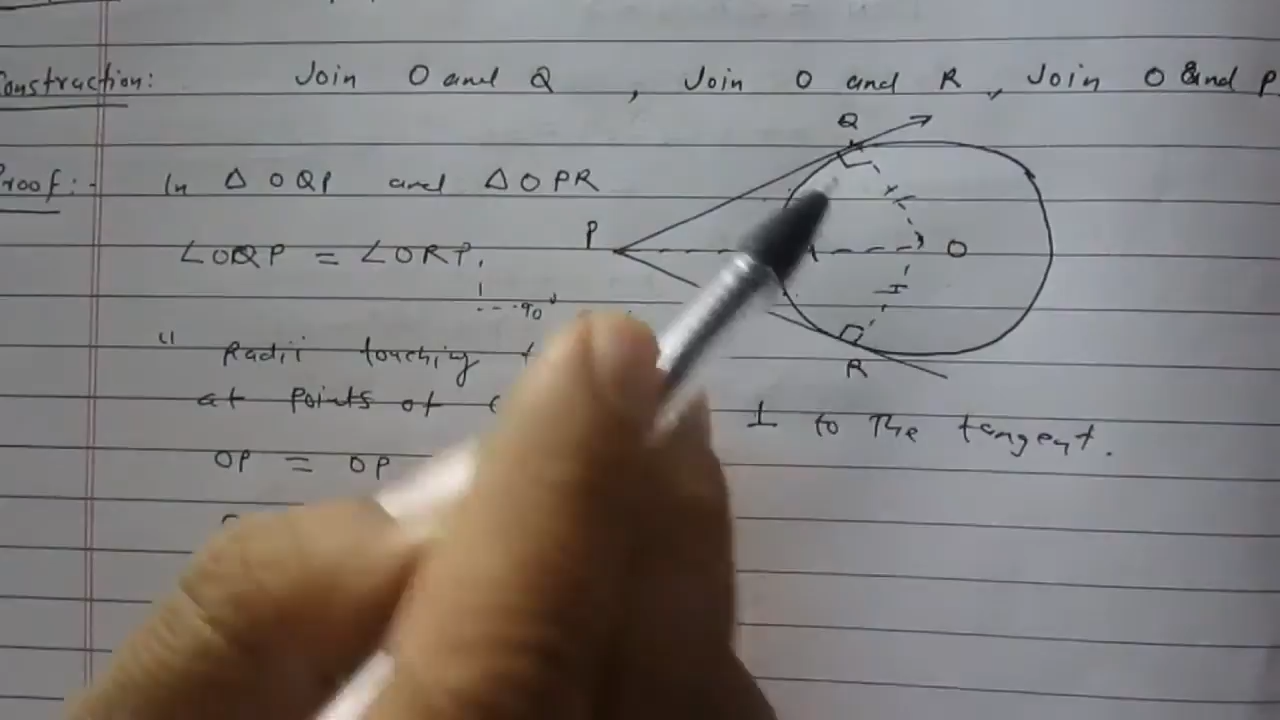 Constraction: Join O and Q , Join O and R , Join O and P
Proof:- In Δ OQP and Δ OPR
∠OQP = ∠ORP.
90°
" Radii touching
at Points of
⊥ to The tangent.
OP = OP
Q
P
O
R